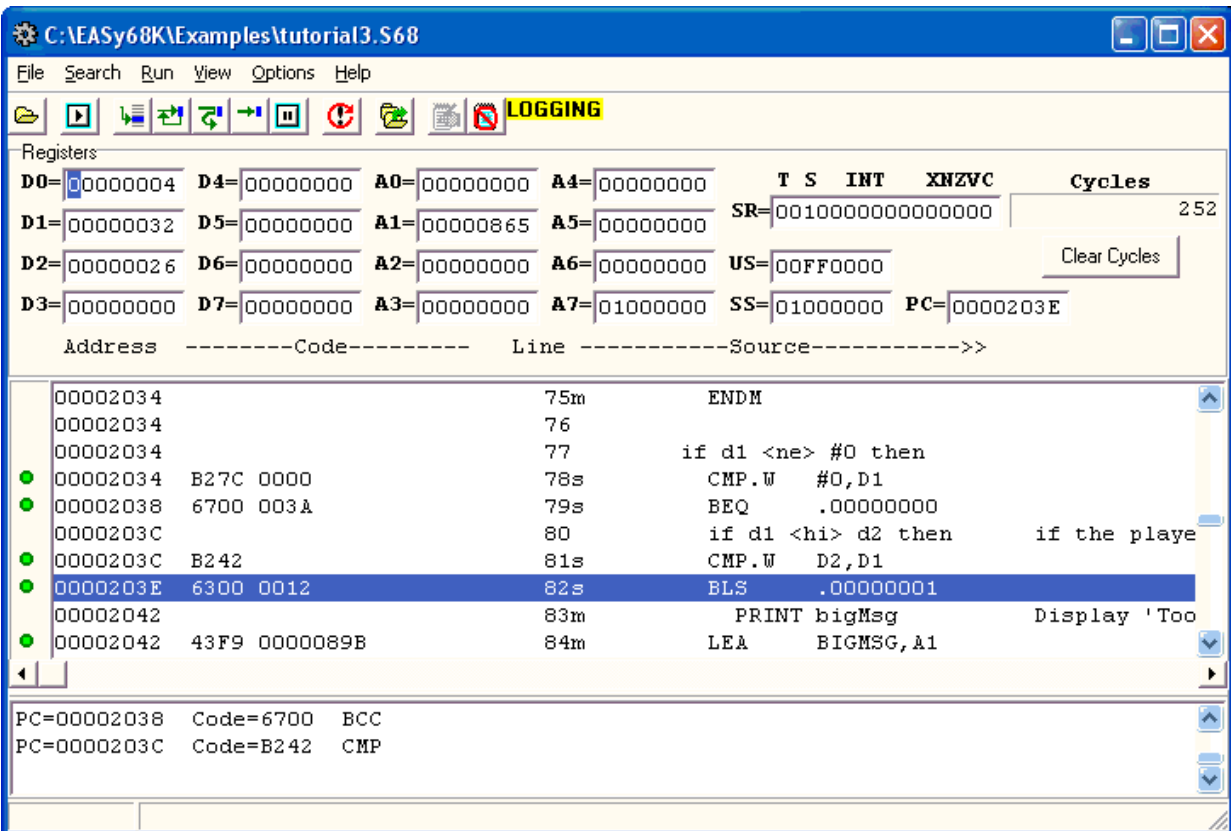 C:\EASy68K\Examples\tutorial3.S68
File Search Run View Options Help
LOGGING
Registers
T S INT XNZVC Cycles
D0= 00000004 D4= 00000000 A0= 00000000 A4= 00000000
SR= 0010000000000000 252
D1= 00000032 D5= 00000000 A1= 00000865 A5= 00000000
Clear Cycles
D2= 00000026 D6= 00000000 A2= 00000000 A6= 00000000 US= 00FF0000
D3= 00000000 D7= 00000000 A3= 00000000 A7= 01000000 SS= 01000000 PC= 0000203E
Address --------Code--------- Line -----------Source----------->>
00002034 75m ENDM
00002034 76
00002034 77 if d1 <ne> #0 then
00002034 B27C 0000 78s CMP.W #0,D1
00002038 6700 003A 79s BEQ .00000000
0000203C 80 if d1 <hi> d2 then if the playe
0000203C B242 81s CMP.W D2,D1
0000203E 6300 0012 82s BLS .00000001
00002042 83m PRINT bigMsg Display 'Too
00002042 43F9 0000089B 84m LEA BIGMSG,A1
PC=00002038 Code=6700 BCC
PC=0000203C Code=B242 CMP